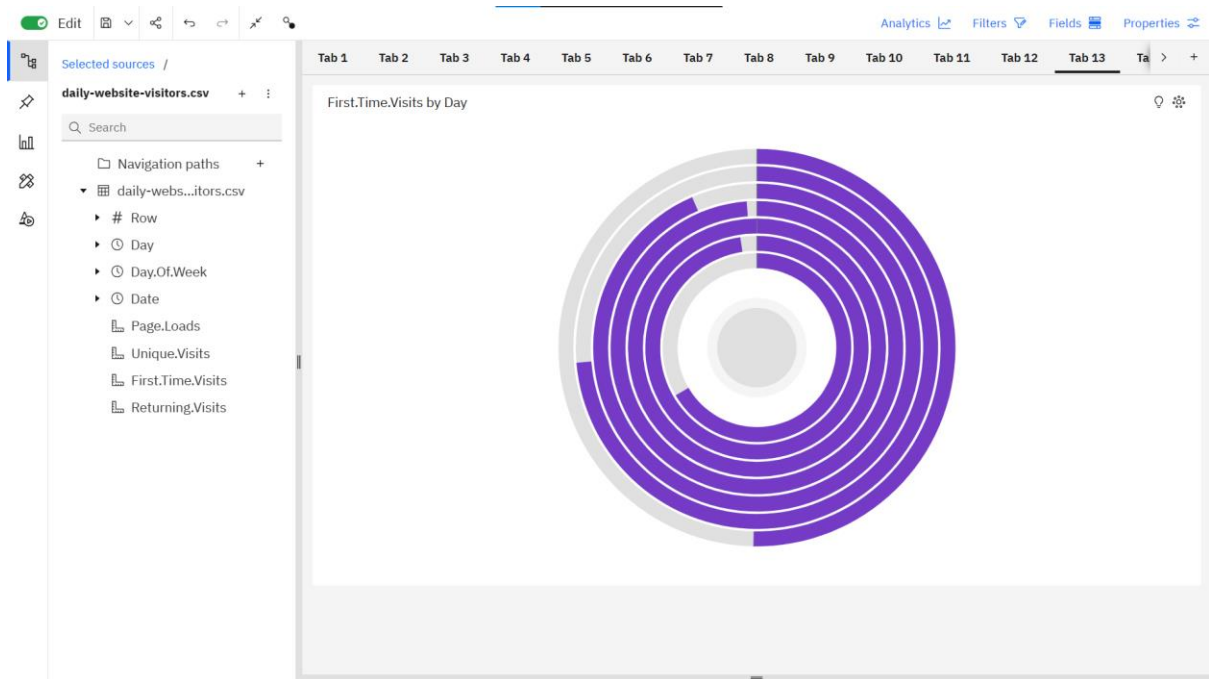 Edit
Analytics
Filters
Fields
Properties
Selected sources /
Tab 1
Tab 2
Tab 3
Tab 4
Tab 5
Tab 6
Tab 7
Tab 8
Tab 9
Tab 10
Tab 11
Tab 12
Tab 13
Ta
daily-website-visitors.csv
First.Time.Visits by Day
Search
Navigation paths
daily-webs...itors.csv
# Row
Day
Day.Of.Week
Date
Page.Loads
Unique.Visits
First.Time.Visits
Returning.Visits